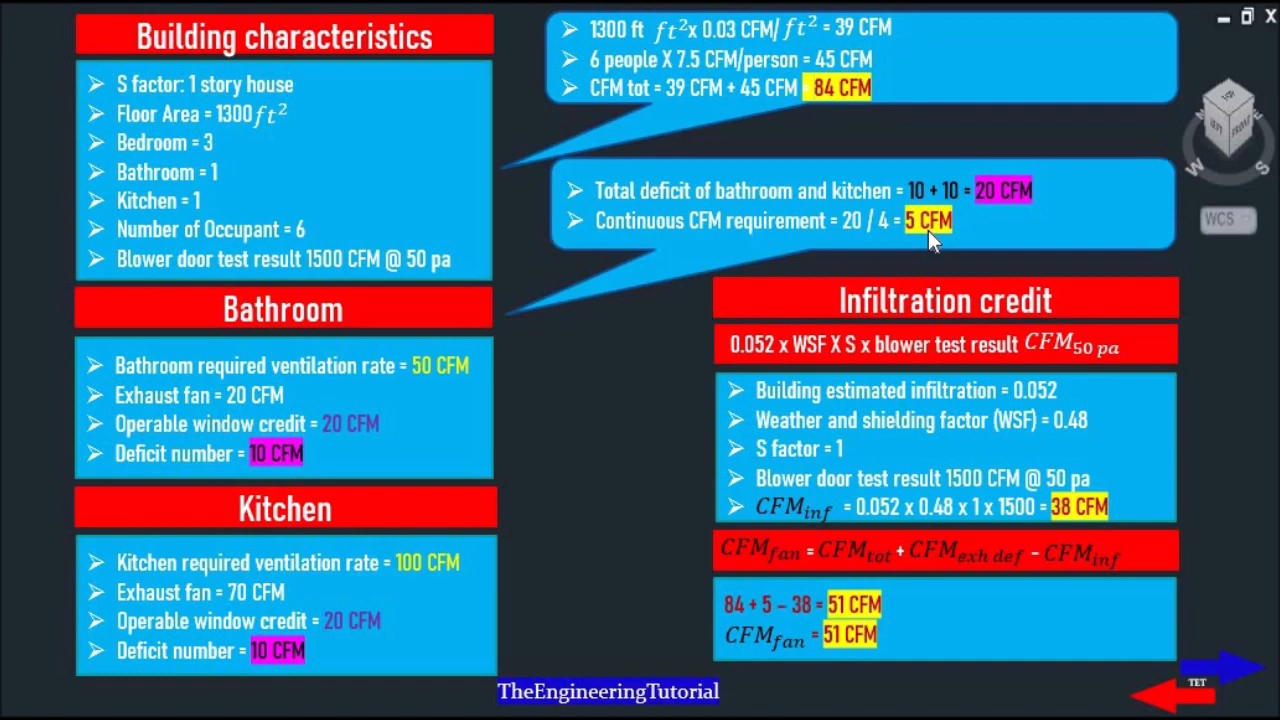 Building characteristics
➢ S factor: 1 story house
➢ Floor Area = 1300 ft²
➢ Bedroom = 3
➢ Bathroom = 1
➢ Kitchen = 1
➢ Number of Occupant = 6
➢ Blower door test result 1500 CFM @ 50 pa
➢ 1300 ft ft² x 0.03 CFM/ ft² = 39 CFM
➢ 6 people X 7.5 CFM/person = 45 CFM
➢ CFM tot = 39 CFM + 45 CFM = 84 CFM
➢ Total deficit of bathroom and kitchen = 10 + 10 = 20 CFM
➢ Continuous CFM requirement = 20 / 4 = 5 CFM
Bathroom
➢ Bathroom required ventilation rate = 50 CFM
➢ Exhaust fan = 20 CFM
➢ Operable window credit = 20 CFM
➢ Deficit number = 10 CFM
Kitchen
➢ Kitchen required ventilation rate = 100 CFM
➢ Exhaust fan = 70 CFM
➢ Operable window credit = 20 CFM
➢ Deficit number = 10 CFM
Infiltration credit
0.052 x WSF X S x blower test result CFM50 pa
➢ Building estimated infiltration = 0.052
➢ Weather and shielding factor (WSF) = 0.48
➢ S factor = 1
➢ Blower door test result 1500 CFM @ 50 pa
➢ CFMinf = 0.052 x 0.48 x 1 x 1500 = 38 CFM
CFMfan = CFMtot + CFMexh def – CFMinf
84 + 5 – 38 = 51 CFM
CFMfan = 51 CFM
TheEngineeringTutorial
TET
X
TOP
LEFT
FRONT
N
E
W
S
WCS